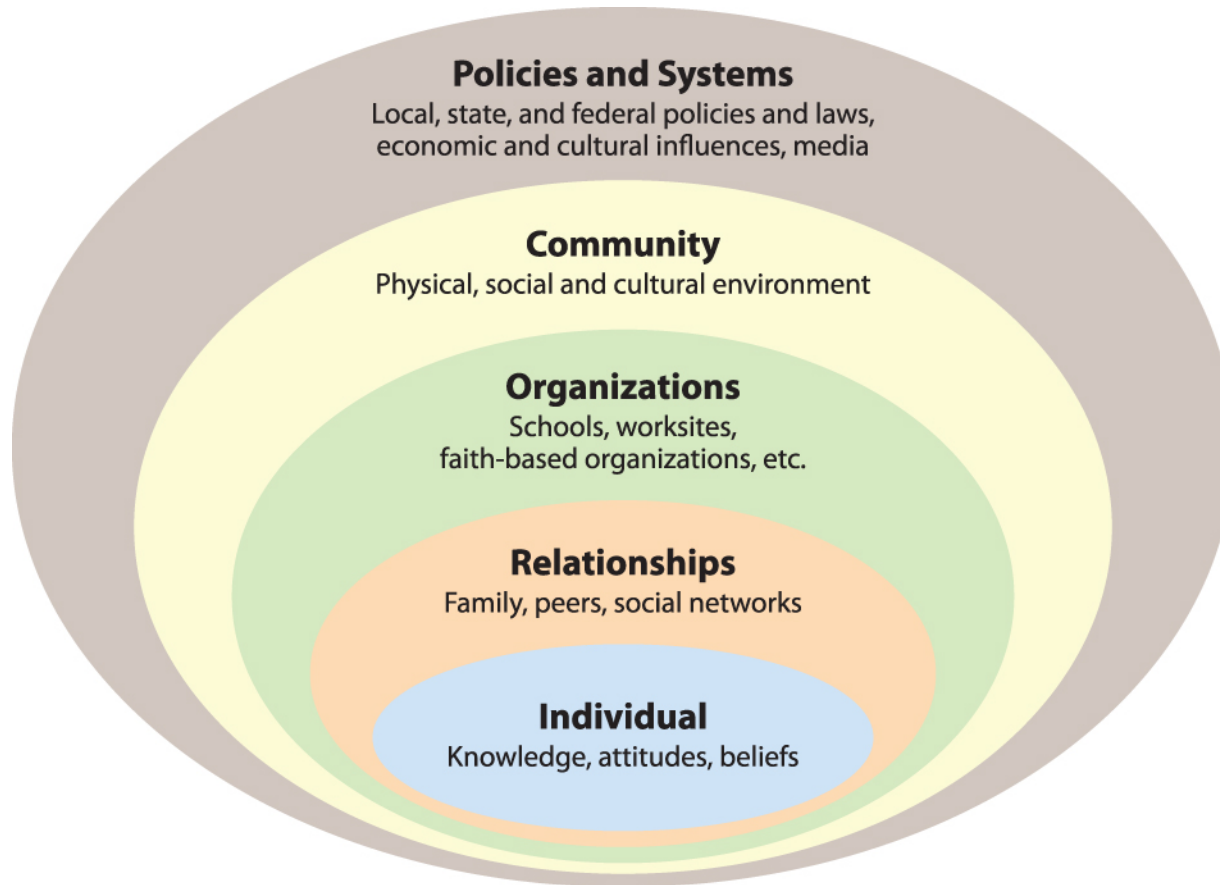 Policies and Systems
Local, state, and federal policies and laws,
economic and cultural influences, media
Community
Physical, social and cultural environment
Organizations
Schools, worksites,
faith-based organizations, etc.
Relationships
Family, peers, social networks
Individual
Knowledge, attitudes, beliefs